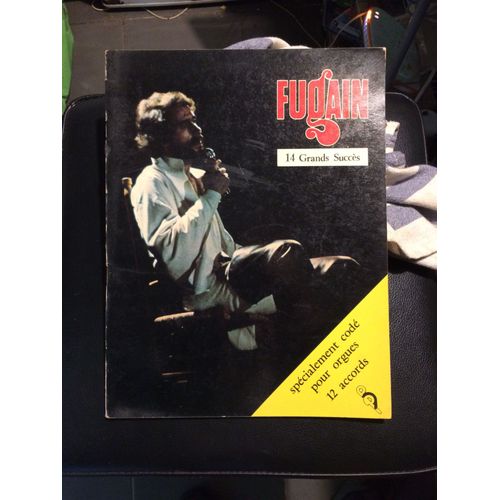 FUGAIN
14 Grands Succès
spécialement codé
pour orgues
12 accords